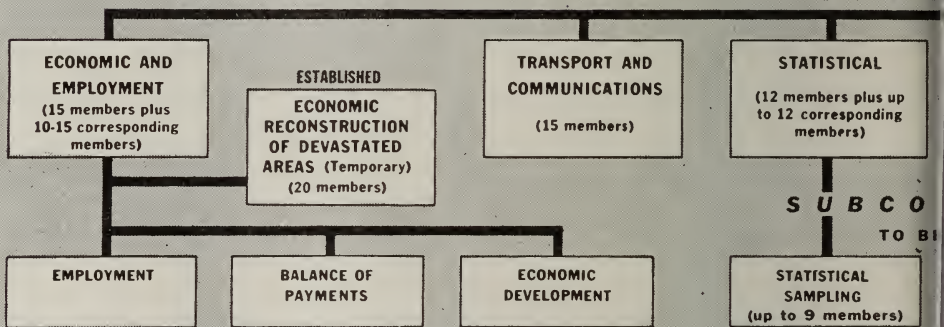 ECONOMIC AND
EMPLOYMENT
(15 members plus
10-15 corresponding
members)
ESTABLISHED
ECONOMIC
RECONSTRUCTION
OF DEVASTATED
AREAS (Temporary)
(20 members)
TRANSPORT AND
COMMUNICATIONS
(15 members)
STATISTICAL
(12 members plus up
to 12 corresponding
members)
SUBCO
TO
EMPLOYMENT
BALANCE OF
PAYMENTS
ECONOMIC
DEVELOPMENT
STATISTICAL
SAMPLING
(up to 9 members)